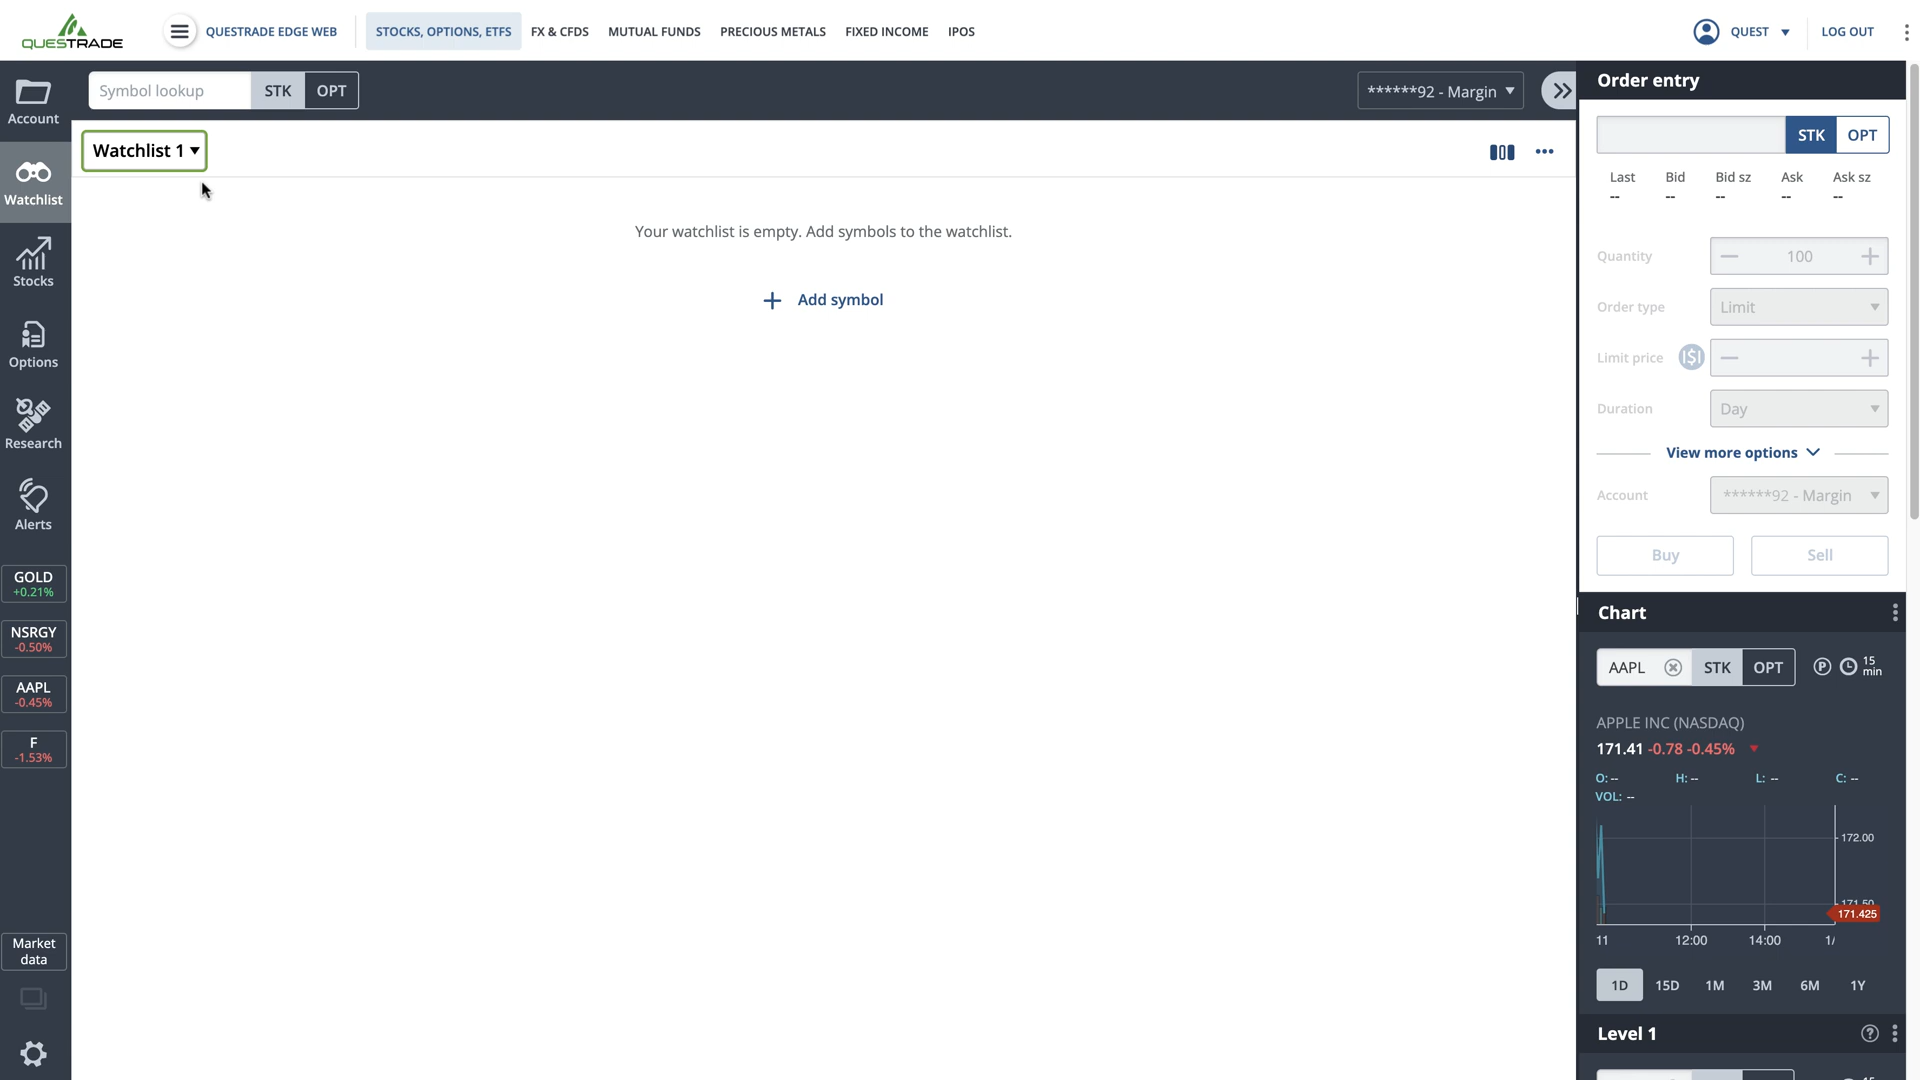 QUESTRADE
QUESTRADE EDGE WEB
STOCKS, OPTIONS, ETFS
FX & CFDS
MUTUAL FUNDS
PRECIOUS METALS
FIXED INCOME
IPOS
QUEST
LOG OUT
Account
Watchlist
Stocks
Options
Research
Alerts
GOLD
+0.21%
NSRGY
-0.50%
AAPL
-0.45%
F
-1.53%
Market
data
Symbol lookup
STK
OPT
******92 - Margin
Watchlist 1
Your watchlist is empty. Add symbols to the watchlist.
+ Add symbol
Order entry
STK
OPT
Last Bid Bid sz Ask Ask sz
-- -- -- -- --
Quantity
100
Order type
Limit
Limit price
Duration
Day
View more options
Account
******92 - Margin
Buy
Sell
Chart
AAPL
STK
OPT
P
15
min
APPLE INC (NASDAQ)
171.41 -0.78 -0.45%
O: -- H: -- L: -- C: --
VOL: --
172.00
171.50
171.425
11 12:00 14:00 1/
1D 15D 1M 3M 6M 1Y
Level 1